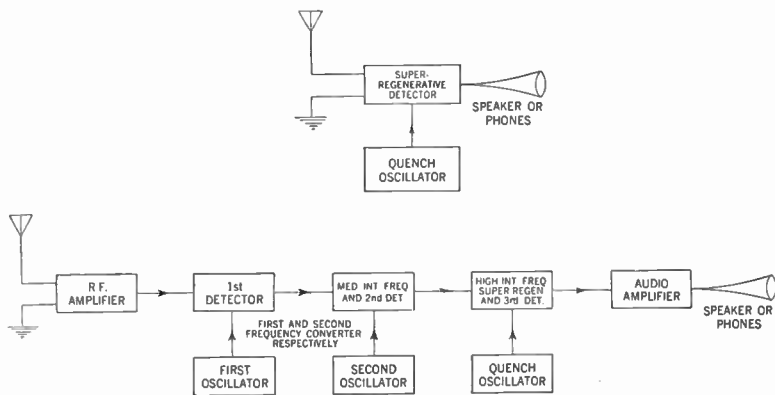 SUPER-
REGENERATIVE
DETECTOR
SPEAKER OR
PHONES
QUENCH
OSCILLATOR
R.F.
AMPLIFIER
1st
DETECTOR
MED INT FREQ
AND 2nd DET
HIGH INT FREQ
SUPER REGEN
AND 3rd DET.
AUDIO
AMPLIFIER
SPEAKER OR
PHONES
FIRST AND SECOND
FREQUENCY CONVERTER
RESPECTIVELY
FIRST
OSCILLATOR
SECOND
OSCILLATOR
QUENCH
OSCILLATOR